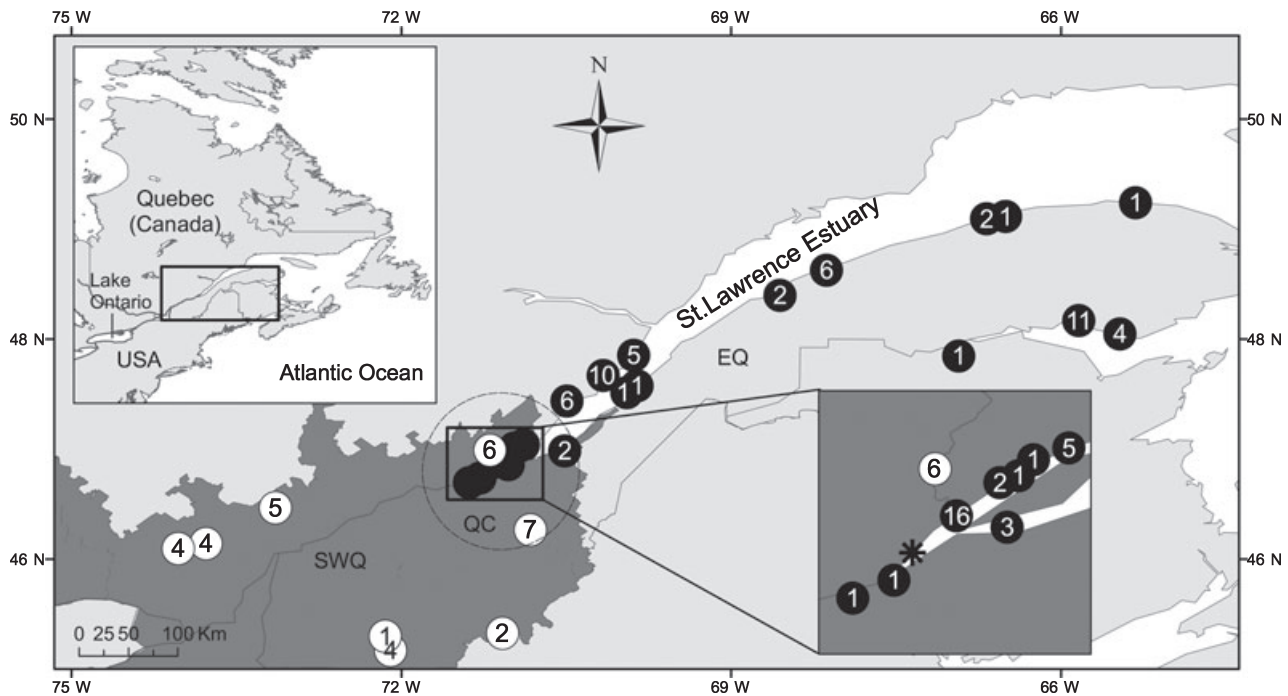 75 W
72 W
69 W
66 W
N
50 N
50 N
Quebec
(Canada)
St.Lawrence Estuary
2
1
1
6
2
Lake
Ontario
USA
Atlantic Ocean
48 N
48 N
11
4
5
EQ
1
10
1
11
6
6
2
5
6
1
2
1
5
QC
7
16
3
4
4
SWQ
46 N
46 N
1
1
0 25 50 100 Km
1
4
2
75 W
72 W
69 W
66 W